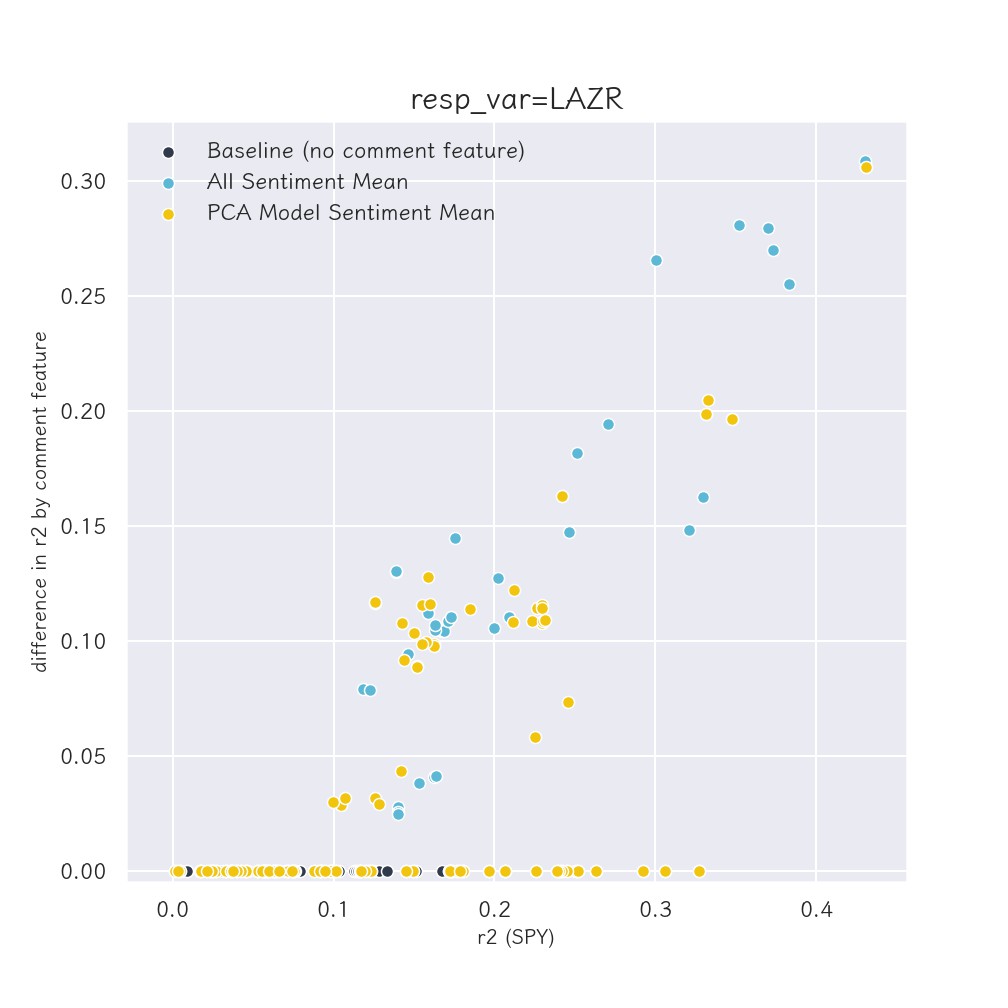 resp_var=LAZR
Baseline (no comment feature)
All Sentiment Mean
PCA Model Sentiment Mean
difference in r2 by comment feature
0.30
0.25
0.20
0.15
0.10
0.05
0.00
0.0 0.1 0.2 0.3 0.4
r2 (SPY)